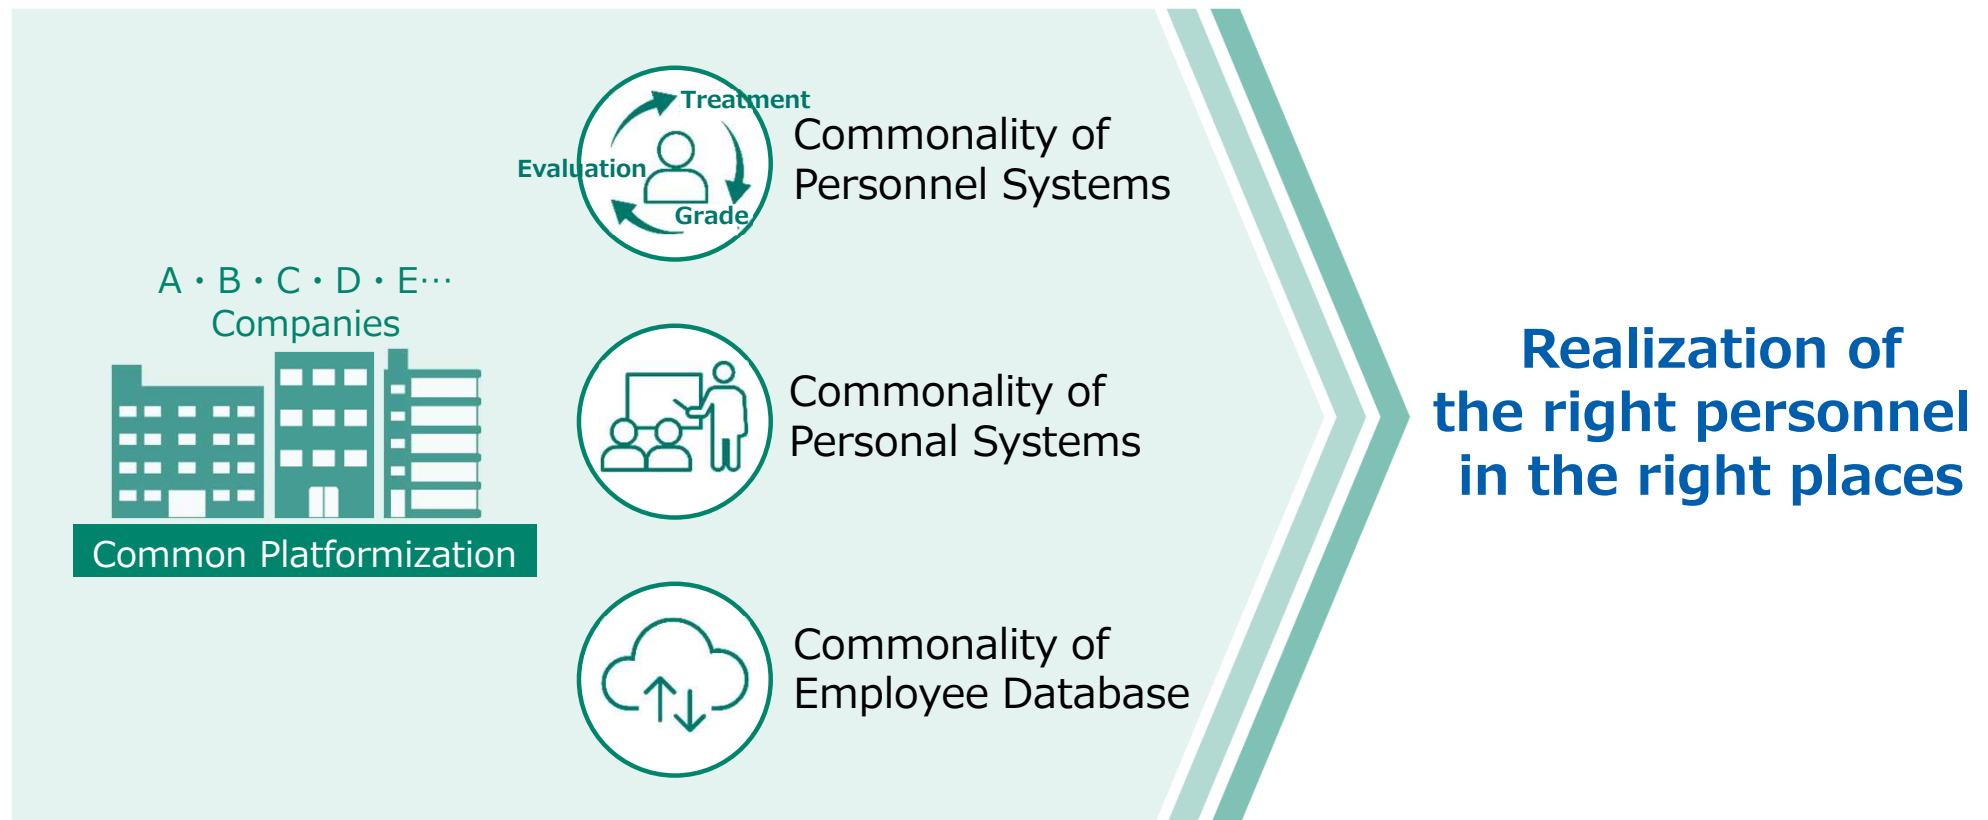 A・B・C・D・E…
Companies
Common Platformization
Treatment
Evaluation
Grade
Commonality of
Personnel Systems
Commonality of
Personal Systems
Commonality of
Employee Database
Realization of
the right personnel
in the right places